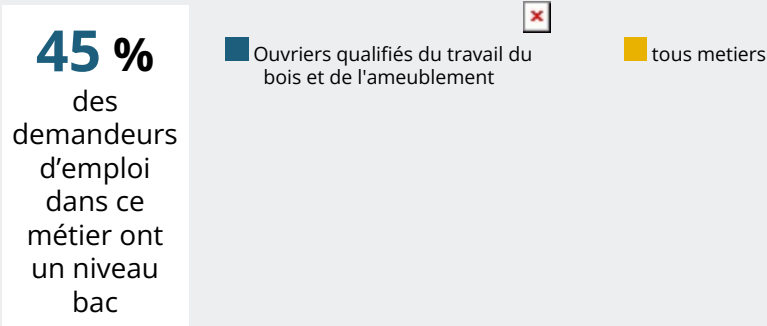 45 %
des
demandeurs
d’emploi
dans ce
métier ont
un niveau
bac
Ouvriers qualifiés du travail du
bois et de l'ameublement
tous metiers